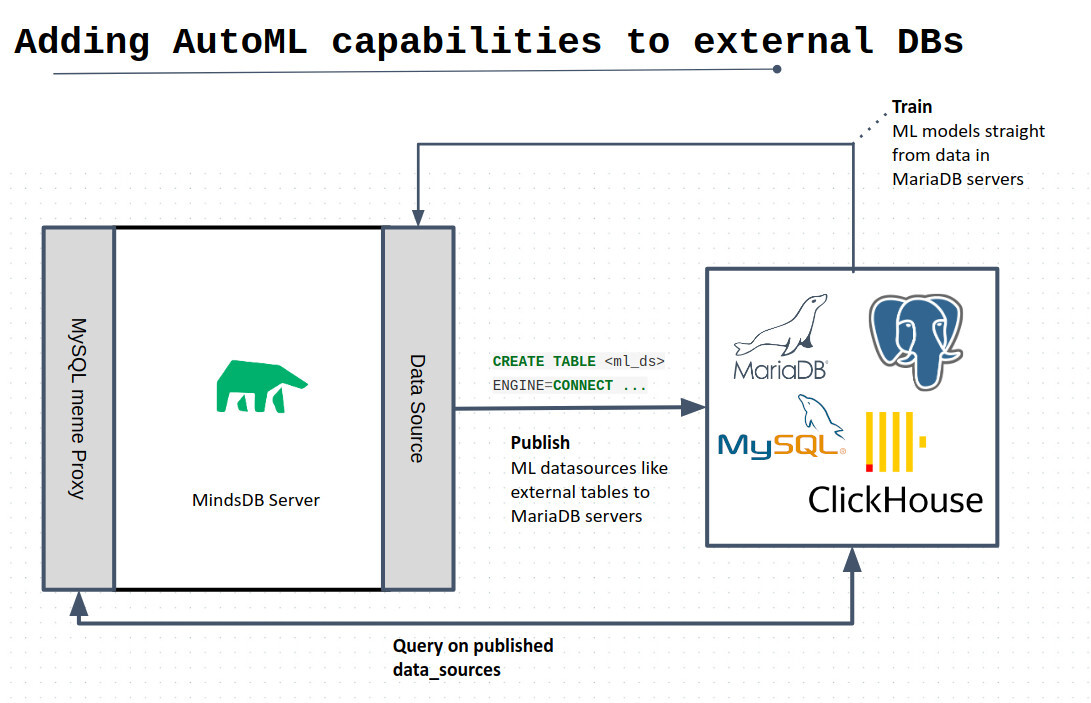 Adding AutoML capabilities to external DBs
Train
ML models straight
from data in
MariaDB servers
MySQL meme Proxy
MindsDB Server
Data Source
CREATE TABLE <ml_ds>
ENGINE=CONNECT ...
Publish
ML datasources like
external tables to
MariaDB servers
MariaDB
MySQL
ClickHouse
Query on published
data_sources